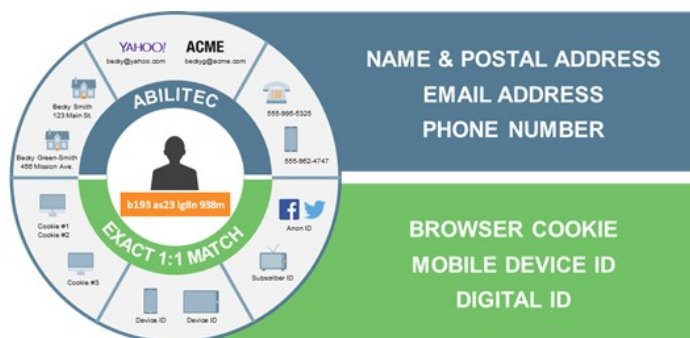 YAHOO!
becky@yahoo.com
ACME
beckyg@acme.com
Becky Smith
123 Main St.
Becky Green-Smith
456 Mission Ave.
555-995-5325
555-962-4747
ABILITEC
b193 as23 lg8n 938m
EXACT 1:1 MATCH
Cookie #1
Cookie #2
Cookie #3
Device ID
Device ID
Subscriber ID
Anon ID
NAME & POSTAL ADDRESS
EMAIL ADDRESS
PHONE NUMBER
BROWSER COOKIE
MOBILE DEVICE ID
DIGITAL ID